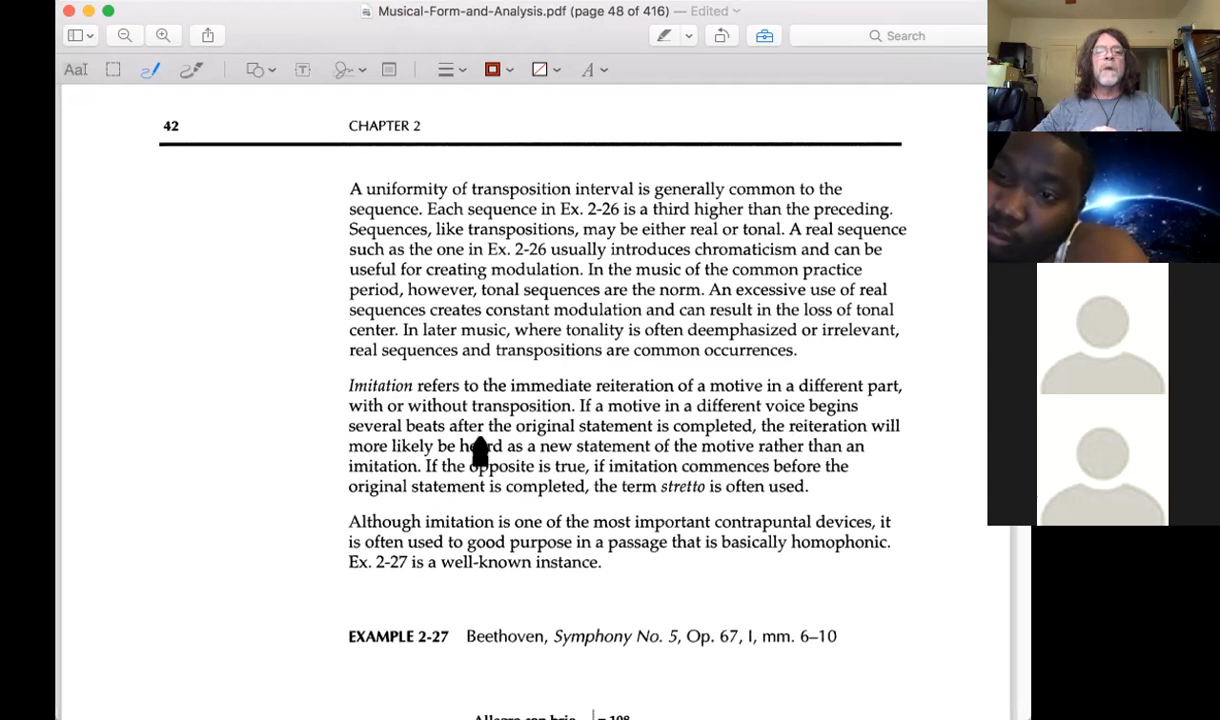 Musical-Form-and-Analysis.pdf (page 48 of 416) — Edited
Search
AaI
T
A
42
CHAPTER 2
A uniformity of transposition interval is generally common to the
sequence. Each sequence in Ex. 2-26 is a third higher than the preceding.
Sequences, like transpositions, may be either real or tonal. A real sequence
such as the one in Ex. 2-26 usually introduces chromaticism and can be
useful for creating modulation. In the music of the common practice
period, however, tonal sequences are the norm. An excessive use of real
sequences creates constant modulation and can result in the loss of tonal
center. In later music, where tonality is often deemphasized or irrelevant,
real sequences and transpositions are common occurrences.
Imitation refers to the immediate reiteration of a motive in a different part,
with or without transposition. If a motive in a different voice begins
several beats after the original statement is completed, the reiteration will
more likely be heard as a new statement of the motive rather than an
imitation. If the opposite is true, if imitation commences before the
original statement is completed, the term stretto is often used.
Although imitation is one of the most important contrapuntal devices, it
is often used to good purpose in a passage that is basically homophonic.
Ex. 2-27 is a well-known instance.
EXAMPLE 2-27 Beethoven, Symphony No. 5, Op. 67, I, mm. 6–10
Allegro con brio = 108